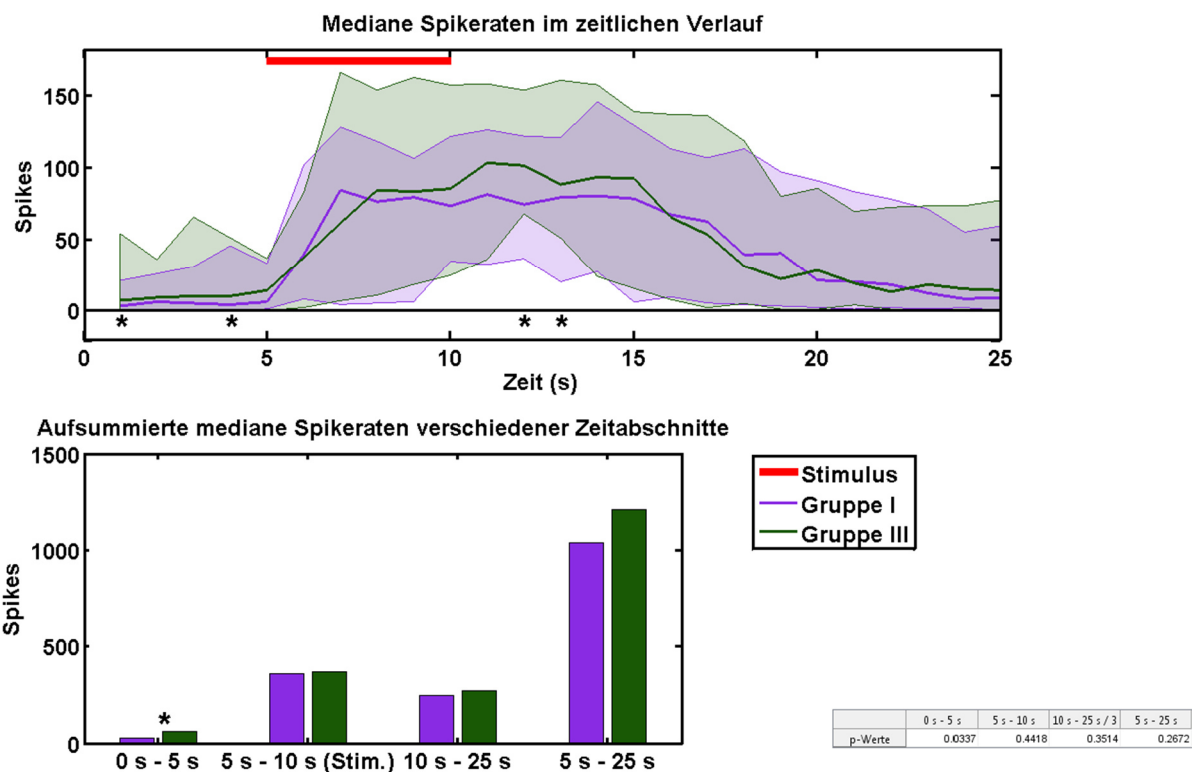 Mediane Spikeraten im zeitlichen Verlauf
150
100
50
0
Spikes
* * * *
0 5 10 15 20 25
Zeit (s)
Aufsummierte mediane Spikeraten verschiedener Zeitabschnitte
1500
1000
500
0
Spikes
*
0 s - 5 s 5 s - 10 s (Stim.) 10 s - 25 s 5 s - 25 s
Stimulus
Gruppe I
Gruppe III
0 s - 5 s 5 s - 10 s 10 s - 25 s / 3 5 s - 25 s
p-Werte 0.0337 0.4418 0.3514 0.2672